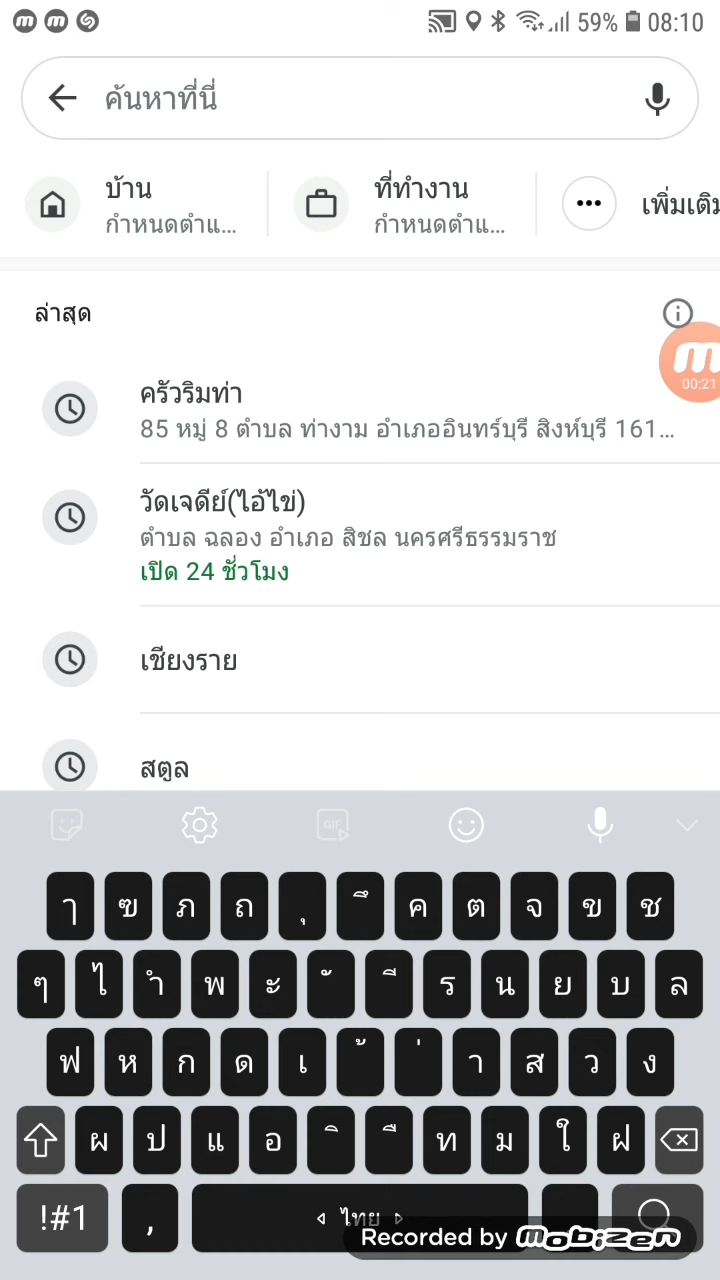 59% 08:10
ค้นหาที่นี่
บ้าน
กำหนดตำแ...
ที่ทำงาน
กำหนดตำแ...
เพิ่มเติม
ล่าสุด
00:21
ครัวริมท่า
85 หมู่ 8 ตำบล ท่างาม อำเภออินทร์บุรี สิงห์บุรี 161...
วัดเจดีย์(ไอ้ไข่)
ตำบล ฉลอง อำเภอ สิชล นครศรีธรรมราช
เปิด 24 ชั่วโมง
เชียงราย
สตูล
GIF
ๅ ฃ ภ ถ ุ ึ ค ต จ ข ช
ๆ ไ ำ พ ะ ั ี ร น ย บ ล
ฟ ห ก ด เ ้ ่ า ส ว ง
ผ ป แ อ ิ ื ท ม ใ ฝ
!#1 , ไทย
Recorded by mobizen